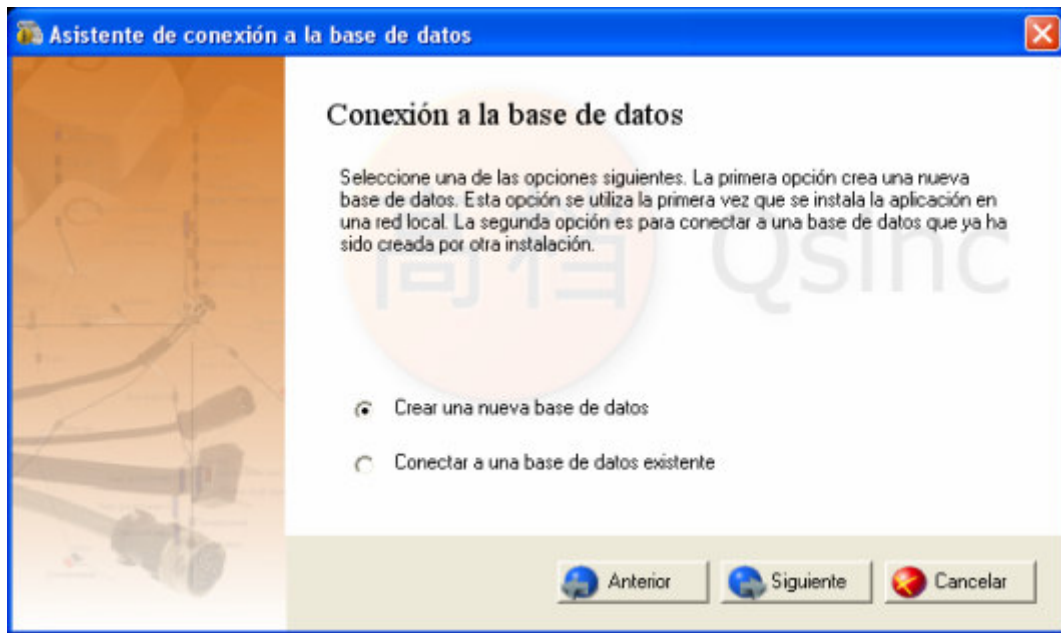 Asistente de conexión a la base de datos
Conexión a la base de datos
Seleccione una de las opciones siguientes. La primera opción crea una nueva
base de datos. Esta opción se utiliza la primera vez que se instala la aplicación en
una red local. La segunda opción es para conectar a una base de datos que ya ha
sido creada por otra instalación.
高档 QsInc
Crear una nueva base de datos
Conectar a una base de datos existente
Anterior
Siguiente
Cancelar